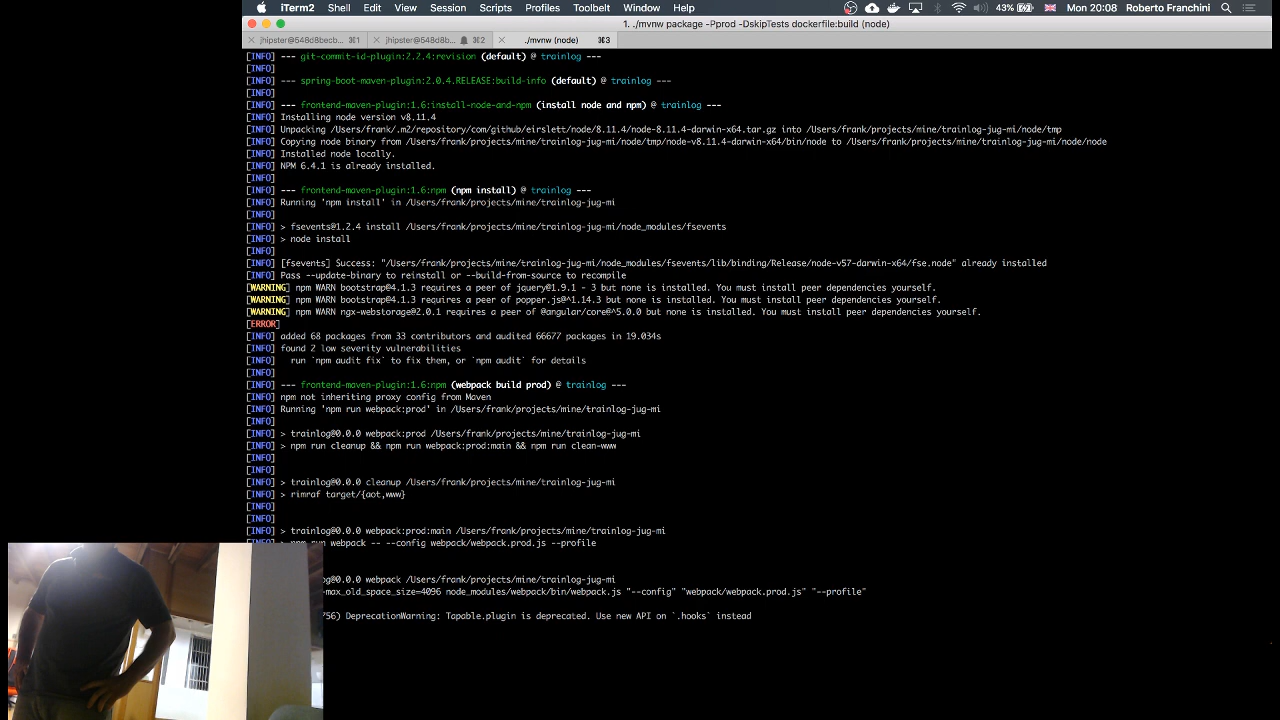 iTerm2 Shell Edit View Session Scripts Profiles Toolbelt Window Help 43% Mon 20:08 Roberto Franchini
1. ./mvnw package -Pprod -DskipTests dockerfile:build (node)
jhipster@548d8becb... ⌘1 jhipster@548d8b... ⌘2 ./mvnw (node) ⌘3
[INFO] --- git-commit-id-plugin:2.2.4:revision (default) @ trainlog ---
[INFO]
[INFO] --- spring-boot-maven-plugin:2.0.4.RELEASE:build-info (default) @ trainlog ---
[INFO]
[INFO] --- frontend-maven-plugin:1.6:install-node-and-npm (install node and npm) @ trainlog ---
[INFO] Installing node version v8.11.4
[INFO] Unpacking /Users/frank/.m2/repository/com/github/eirslett/node/8.11.4/node-8.11.4-darwin-x64.tar.gz into /Users/frank/projects/mine/trainlog-jug-mi/node/tmp
[INFO] Copying node binary from /Users/frank/projects/mine/trainlog-jug-mi/node/tmp/node-v8.11.4-darwin-x64/bin/node to /Users/frank/projects/mine/trainlog-jug-mi/node/node
[INFO] Installed node locally.
[INFO] NPM 6.4.1 is already installed.
[INFO]
[INFO] --- frontend-maven-plugin:1.6:npm (npm install) @ trainlog ---
[INFO] Running 'npm install' in /Users/frank/projects/mine/trainlog-jug-mi
[INFO]
[INFO] > fsevents@1.2.4 install /Users/frank/projects/mine/trainlog-jug-mi/node_modules/fsevents
[INFO] > node install
[INFO]
[INFO] [fsevents] Success: "/Users/frank/projects/mine/trainlog-jug-mi/node_modules/fsevents/lib/binding/Release/node-v57-darwin-x64/fse.node" already installed
[INFO] Pass --update-binary to reinstall or --build-from-source to recompile
[WARNING] npm WARN bootstrap@4.1.3 requires a peer of jquery@1.9.1 - 3 but none is installed. You must install peer dependencies yourself.
[WARNING] npm WARN bootstrap@4.1.3 requires a peer of popper.js@^1.14.3 but none is installed. You must install peer dependencies yourself.
[WARNING] npm WARN ngx-webstorage@2.0.1 requires a peer of @angular/core@^5.0.0 but none is installed. You must install peer dependencies yourself.
[ERROR]
[INFO] added 68 packages from 33 contributors and audited 66677 packages in 19.034s
[INFO] found 2 low severity vulnerabilities
[INFO] run `npm audit fix` to fix them, or `npm audit` for details
[INFO]
[INFO] --- frontend-maven-plugin:1.6:npm (webpack build prod) @ trainlog ---
[INFO] npm not inheriting proxy config from Maven
[INFO] Running 'npm run webpack:prod' in /Users/frank/projects/mine/trainlog-jug-mi
[INFO]
[INFO] > trainlog@0.0.0 webpack:prod /Users/frank/projects/mine/trainlog-jug-mi
[INFO] > npm run cleanup && npm run webpack:prod:main && npm run clean-www
[INFO]
[INFO]
[INFO] > trainlog@0.0.0 cleanup /Users/frank/projects/mine/trainlog-jug-mi
[INFO] > rimraf target/{aot,www}
[INFO]
[INFO]
[INFO] > trainlog@0.0.0 webpack:prod:main /Users/frank/projects/mine/trainlog-jug-mi
run webpack -- --config webpack/webpack.prod.js --profile
og@0.0.0 webpack /Users/frank/projects/mine/trainlog-jug-mi
max_old_space_size=4096 node_modules/webpack/bin/webpack.js "--config" "webpack/webpack.prod.js" "--profile"
756) DeprecationWarning: Tapable.plugin is deprecated. Use new API on `.hooks` instead